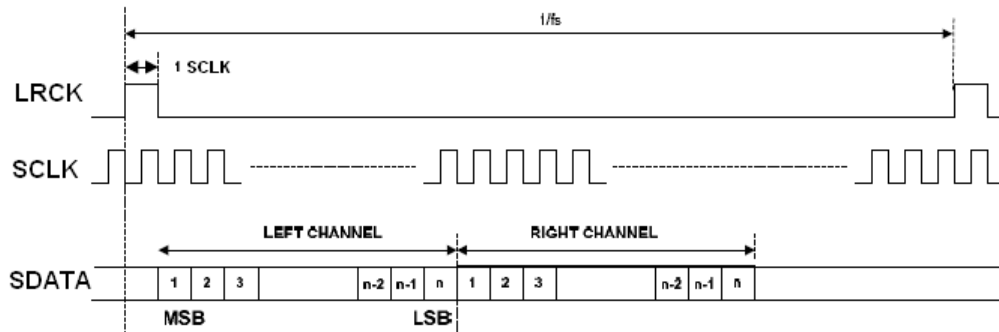 1/fs
1 SCLK
LRCK
SCLK
LEFT CHANNEL RIGHT CHANNEL
SDATA 1 2 3 n-2 n-1 n 1 2 3 n-2 n-1 n
MSB LSB